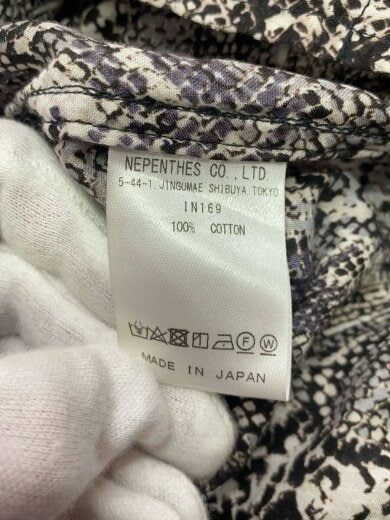 NEPENTHES CO.,LTD.
5-44-1,JINGUMAE SHIBUYA,TOKYO
IN169
100% COTTON
F W
MADE IN JAPAN